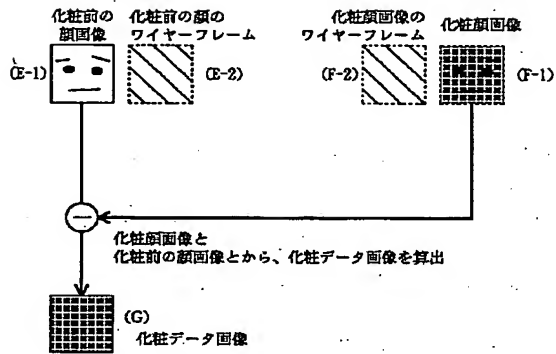 化粧前の
顔画像
化粧前の顔の
ワイヤーフレーム
化粧顔画像の
ワイヤーフレーム
化粧顔画像
(E-1)
(E-2)
(F-2)
(F-1)
化粧顔画像と
化粧前の顔画像とから、化粧データ画像を算出
(G)
化粧データ画像